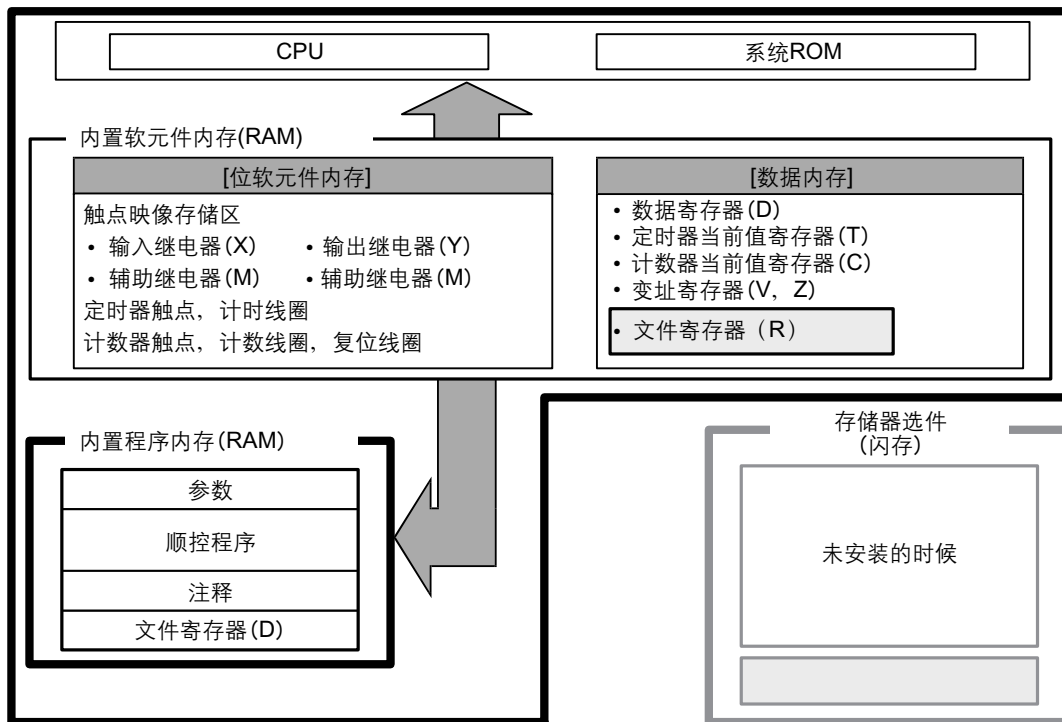 CPU
系统ROM
内置软元件内存(RAM)
[位软元件内存]
触点映像存储区
• 输入继电器(X) • 输出继电器(Y)
• 辅助继电器(M) • 辅助继电器(M)
定时器触点，计时线圈
计数器触点，计数线圈，复位线圈
[数据内存]
• 数据寄存器(D)
• 定时器当前值寄存器(T)
• 计数器当前值寄存器(C)
• 变址寄存器(V，Z)
• 文件寄存器（R）
内置程序内存(RAM)
参数
顺控程序
注释
文件寄存器(D)
存储器选件
(闪存)
未安装的时候